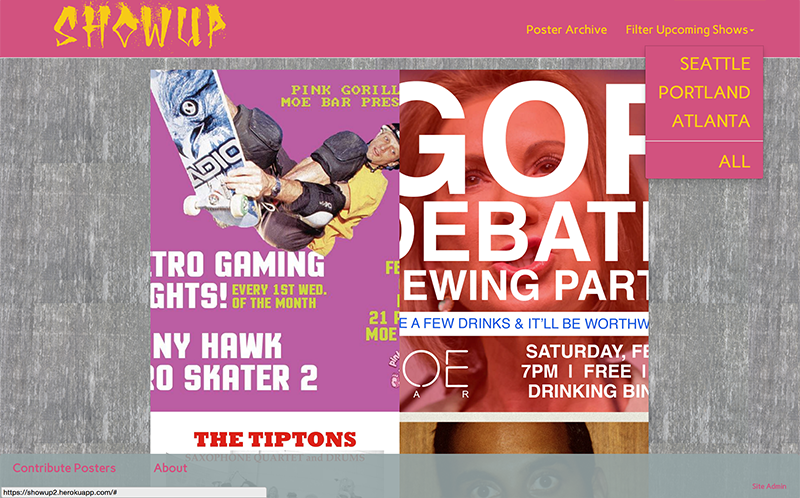 SHOWUP
Poster Archive
Filter Upcoming Shows
SEATTLE
PORTLAND
ATLANTA
ALL
PINK GORILL
MOE BAR PRES
ADIO
TRO GAMING
GHTS!
EVERY 1ST WED.
OF THE MONTH
FE
21
MOE
NY HAWK
RO SKATER 2
GOP
DEBATE
EWING PART
E A FEW DRINKS & IT'LL BE WORTHW
OE
A R
SATURDAY, FE
7PM | FREE |
DRINKING BIN
THE TIPTONS
SAXOPHONE QUARTET and DRUMS
Contribute Posters
About
Site Admin
https://showup2.herokuapp.com/#